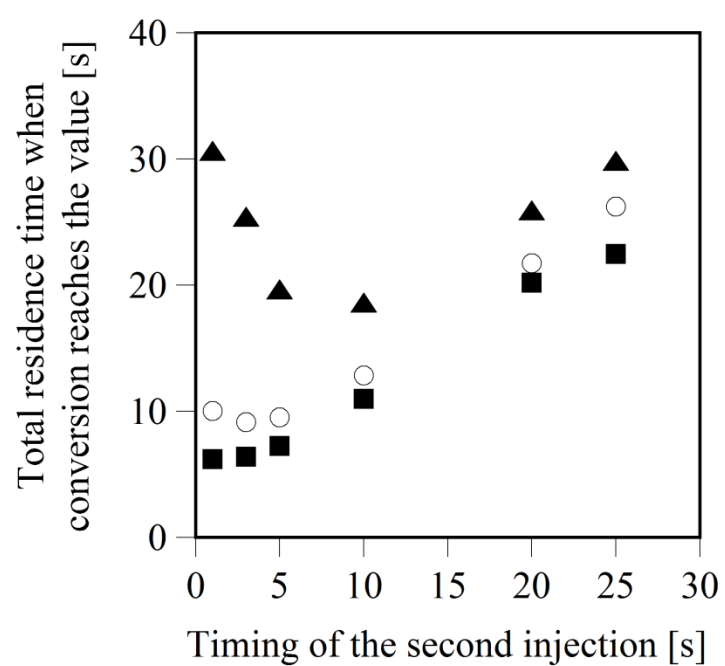 Total residence time when
conversion reaches the value [s]
40
30
20
10
0
0 5 10 15 20 25 30
Timing of the second injection [s]